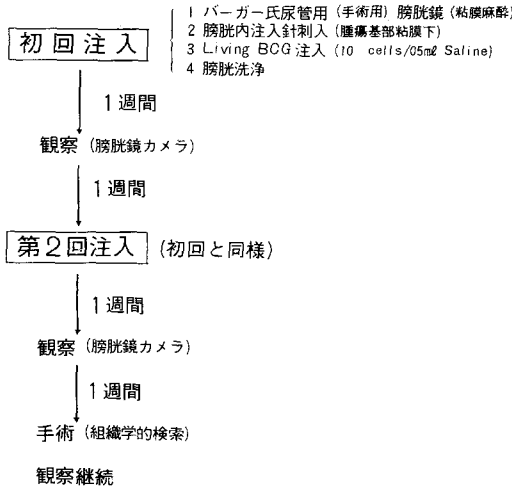 初回注入
1 バーガー氏尿管用 (手術用) 膀胱鏡 (粘膜麻酔)
2 膀胱内注入針刺入 (腫瘍基部粘膜下)
3 Living BCG 注入 (10 cells/05ml Saline)
4 膀胱洗浄
1週間
観察 (膀胱鏡カメラ)
1週間
第2回注入 (初回と同様)
1週間
観察 (膀胱鏡カメラ)
1週間
手術 (組織学的検索)
観察継続